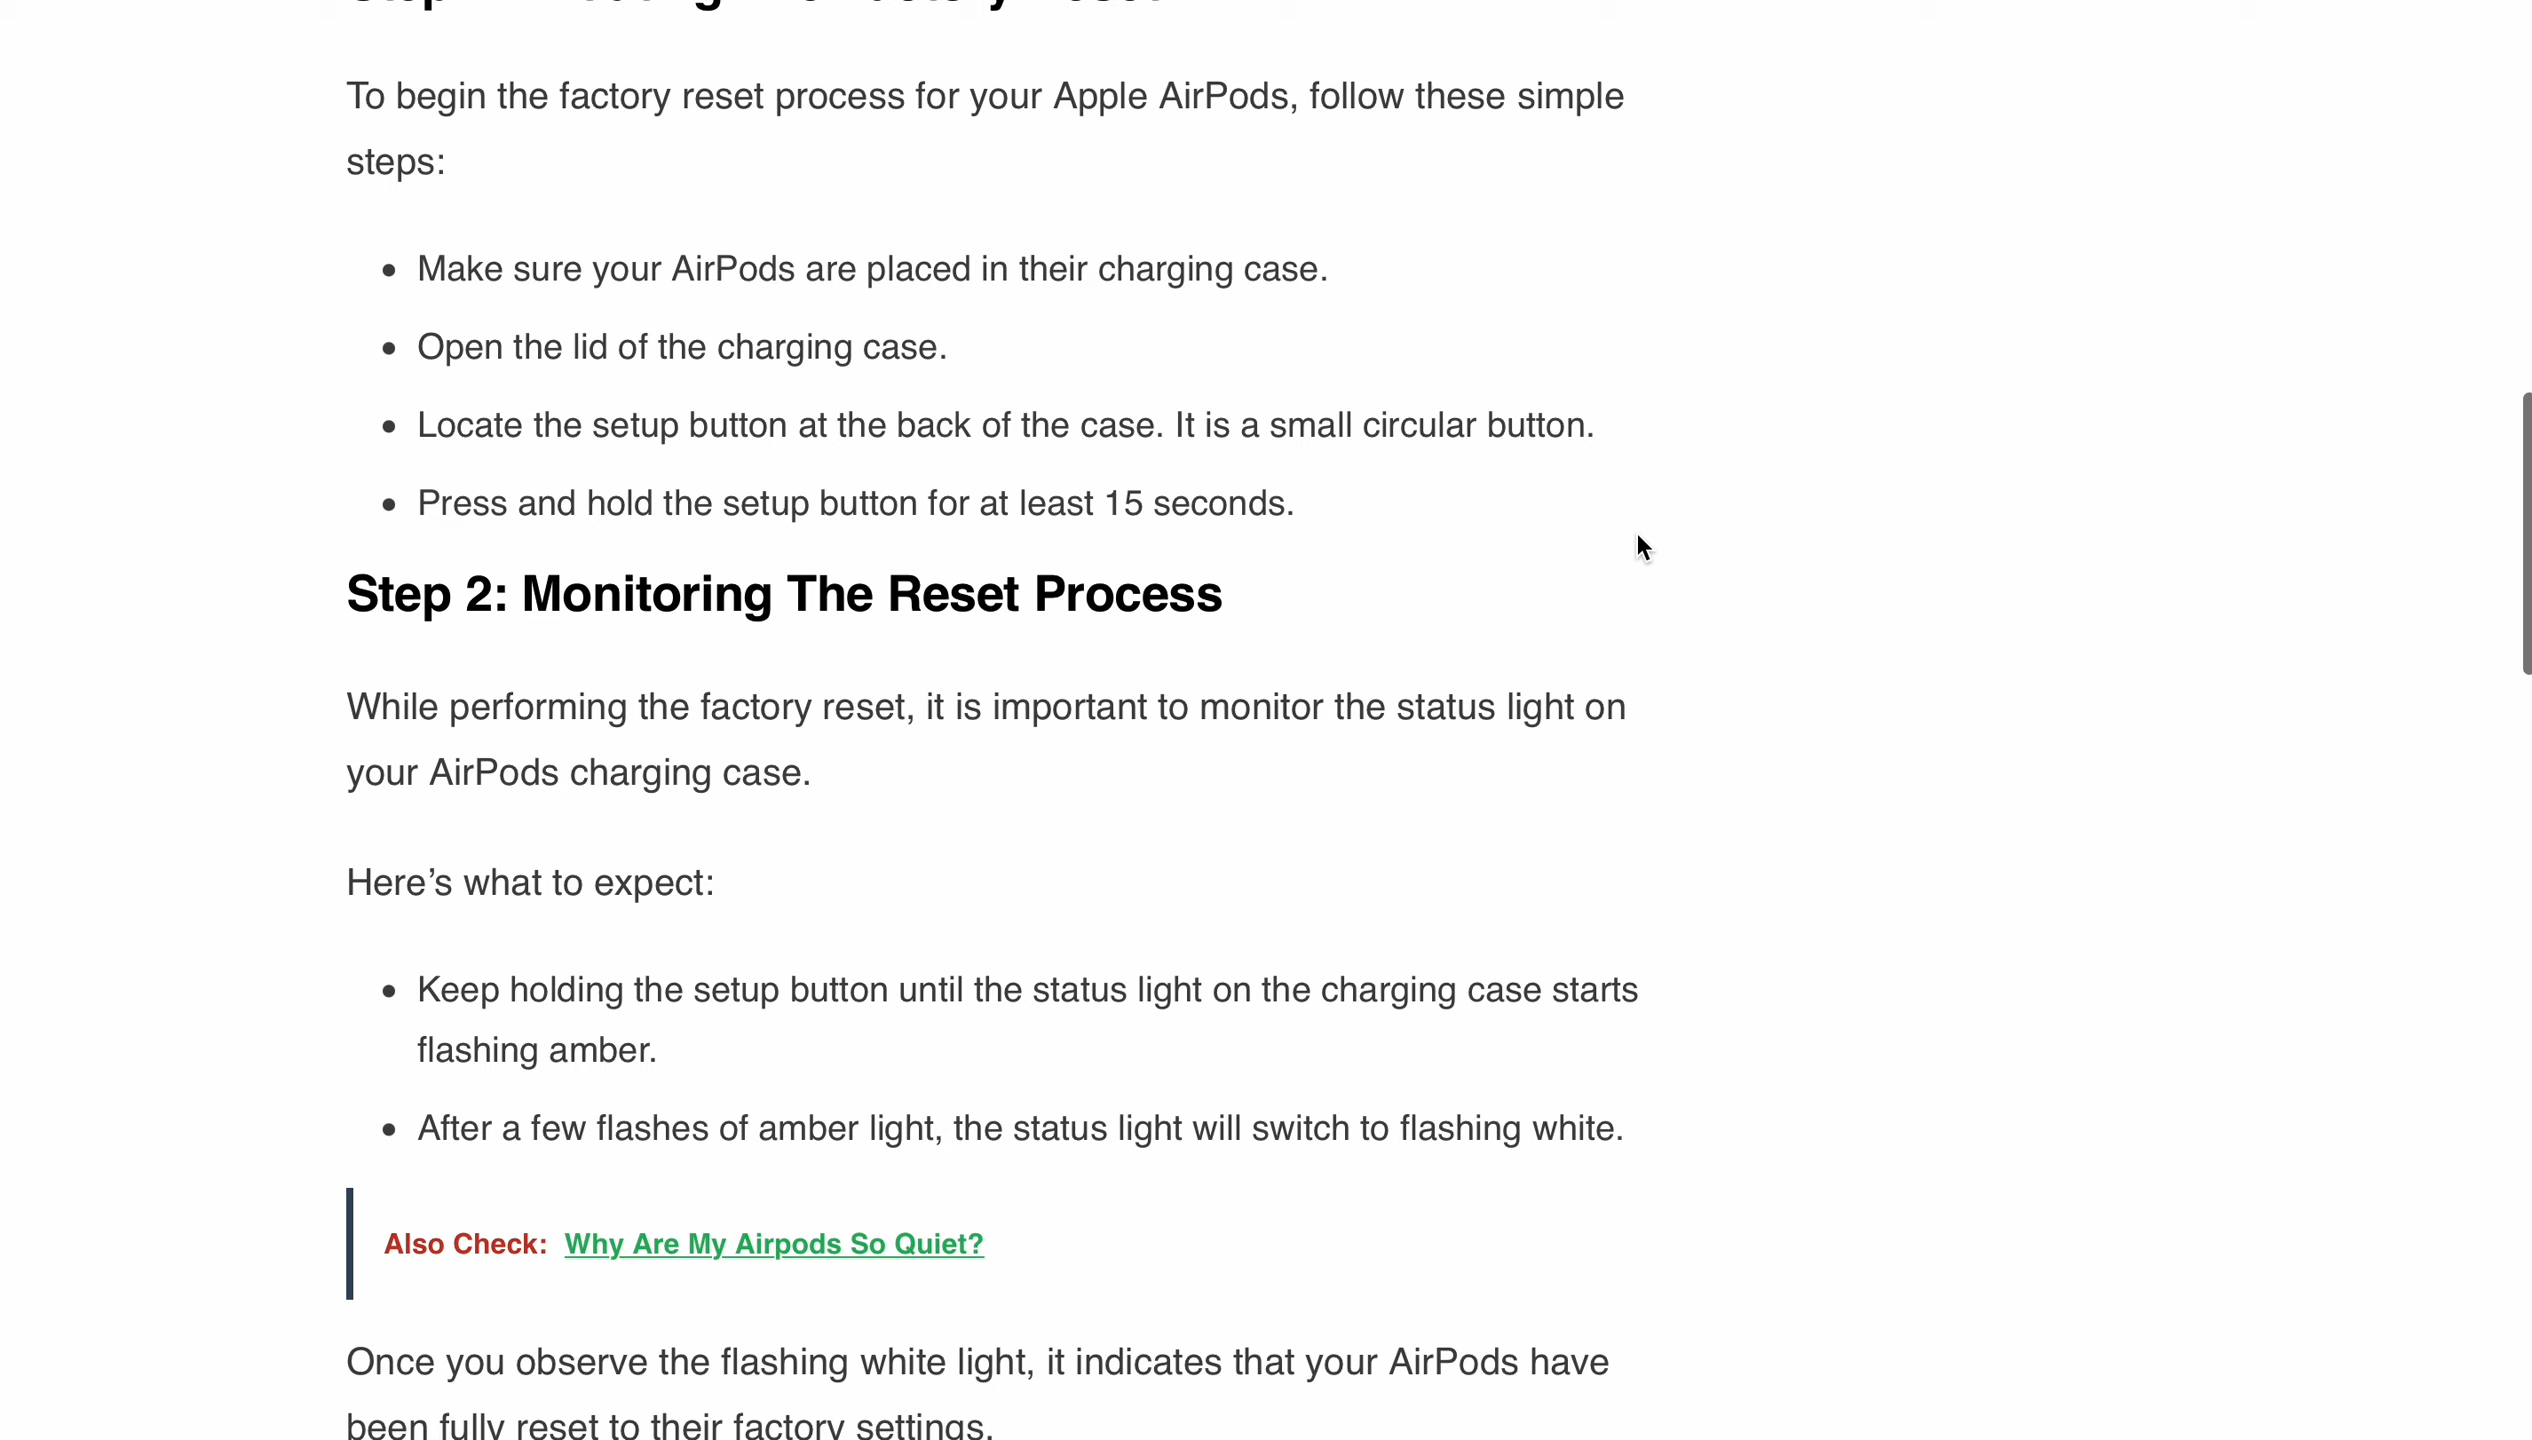 To begin the factory reset process for your Apple AirPods, follow these simple
steps:
• Make sure your AirPods are placed in their charging case.
• Open the lid of the charging case.
• Locate the setup button at the back of the case. It is a small circular button.
• Press and hold the setup button for at least 15 seconds.
Step 2: Monitoring The Reset Process
While performing the factory reset, it is important to monitor the status light on
your AirPods charging case.
Here’s what to expect:
• Keep holding the setup button until the status light on the charging case starts
flashing amber.
• After a few flashes of amber light, the status light will switch to flashing white.
Also Check: Why Are My Airpods So Quiet?
Once you observe the flashing white light, it indicates that your AirPods have
been fully reset to their factory settings.